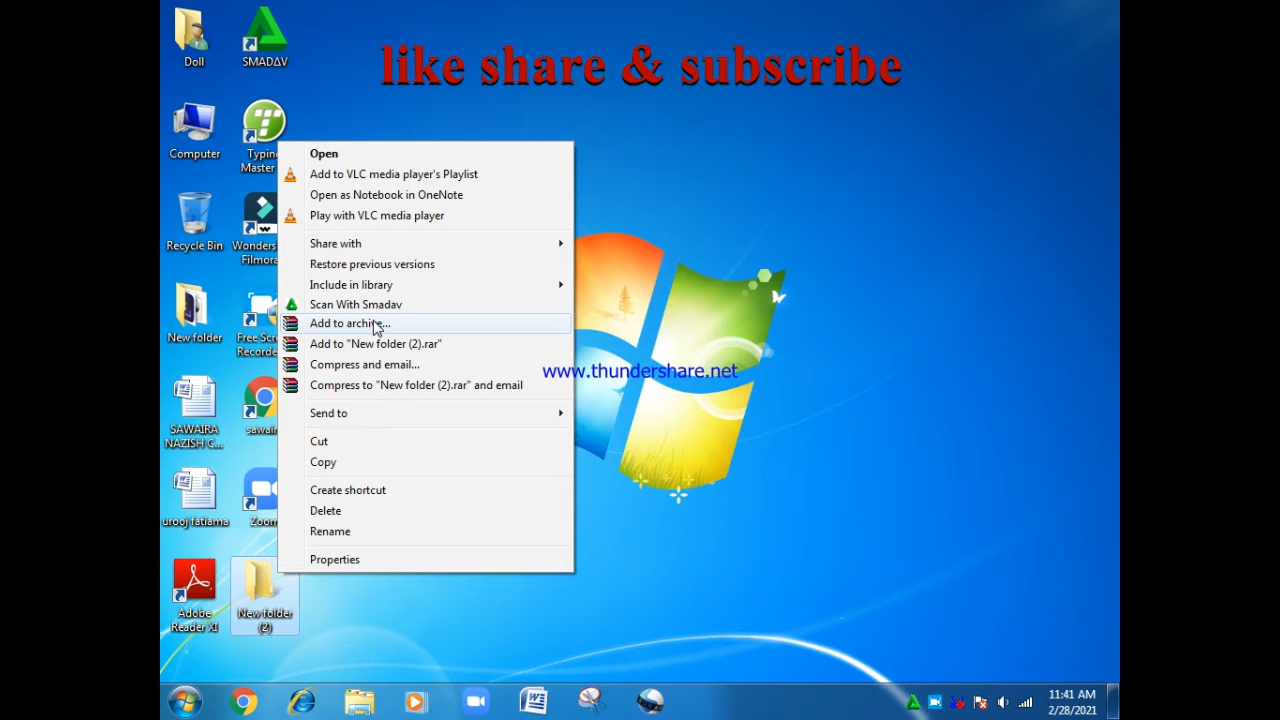 like share & subscribe
Doll
SMADΔV
Computer
Typin
Master
Recycle Bin
Wonders
Filmora
New folder
Free Scr
Recorde
SAWAIRA
NAZISH C...
sawair
urooj fatiama
Zoom
Adobe
Reader XI
New folder
(2)
Open
Add to VLC media player's Playlist
Open as Notebook in OneNote
Play with VLC media player
Share with
Restore previous versions
Include in library
Scan With Smadav
Add to archive...
Add to "New folder (2).rar"
Compress and email...
Compress to "New folder (2).rar" and email
Send to
Cut
Copy
Create shortcut
Delete
Rename
Properties
www.thundershare.net
11:41 AM
2/28/2021